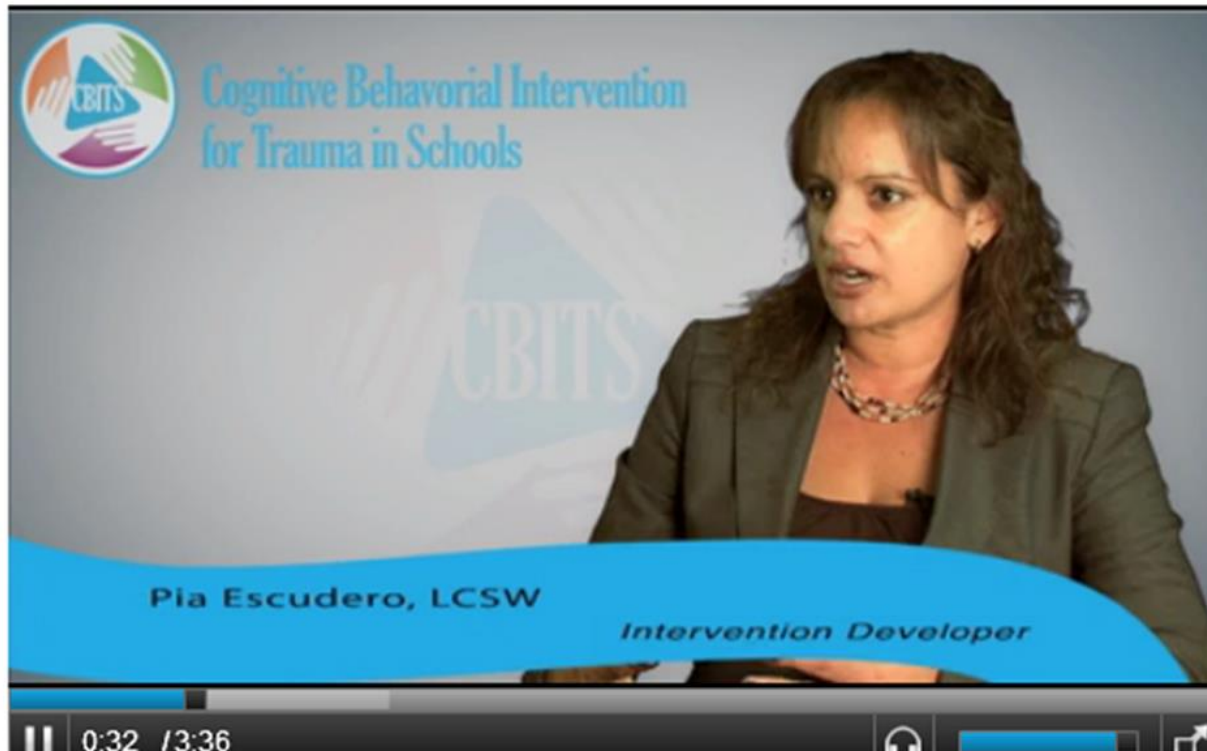 CBITS
Cognitive Behavorial Intervention
for Trauma in Schools
CBITS
Pia Escudero, LCSW
Intervention Developer
0:32 /3:36